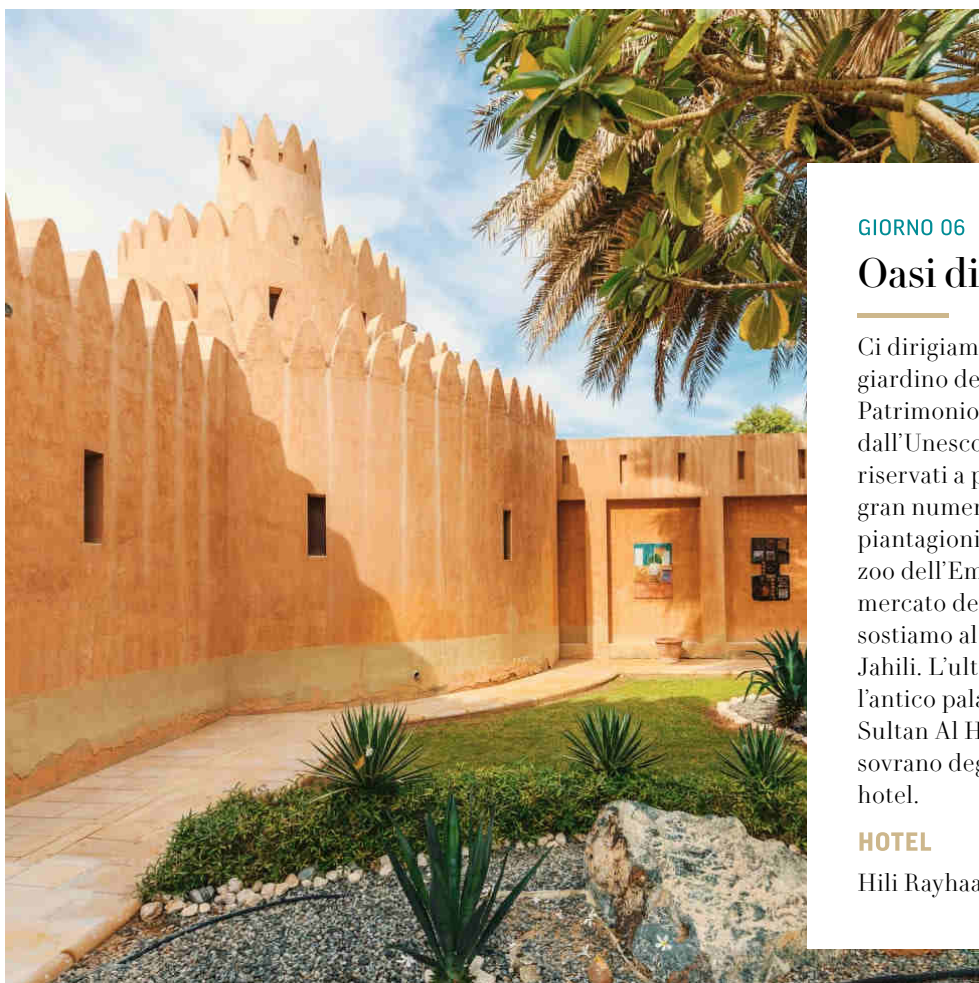 GIORNO 06
Oasi di
Ci dirigiam
giardino de
Patrimonio
dall’Unesco
riservati a p
gran numer
piantagioni
zoo dell’Em
mercato de
sostiamo al
Jahili. L’ult
l’antico pala
Sultan Al H
sovrano deg
hotel.
HOTEL
Hili Rayhaa